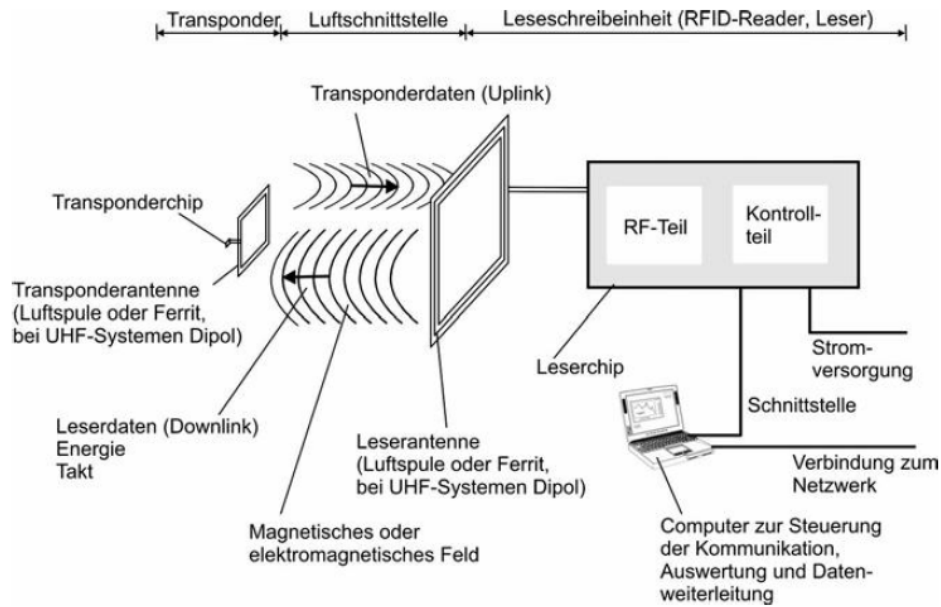 Transponder
Luftschnittstelle
Leseschreibeinheit (RFID-Reader, Leser)
Transponderdaten (Uplink)
Transponderchip
RF-Teil
Kontroll-
teil
Transponderantenne
(Luftspule oder Ferrit,
bei UHF-Systemen Dipol)
Leserchip
Strom-
versorgung
Schnittstelle
Leserdaten (Downlink)
Energie
Takt
Leserantenne
(Luftspule oder Ferrit,
bei UHF-Systemen Dipol)
Verbindung zum
Netzwerk
Magnetisches oder
elektromagnetisches Feld
Computer zur Steuerung
der Kommunikation,
Auswertung und Daten-
weiterleitung